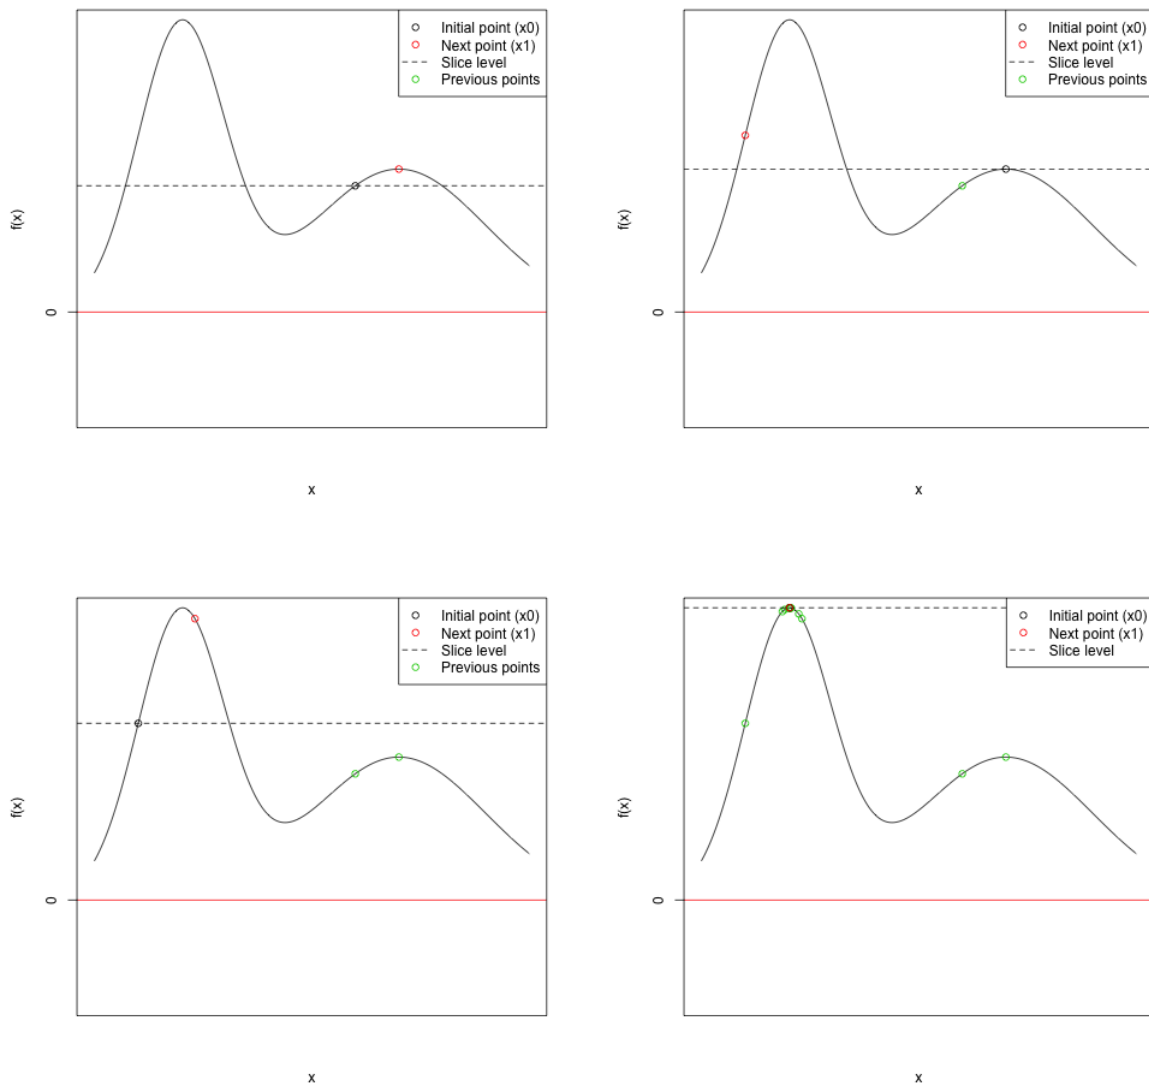 Initial point (x0)
Next point (x1)
Slice level
Previous points
f(x)
0
x
Initial point (x0)
Next point (x1)
Slice level
Previous points
f(x)
0
x
Initial point (x0)
Next point (x1)
Slice level
Previous points
f(x)
0
x
Initial point (x0)
Next point (x1)
Slice level
f(x)
0
x